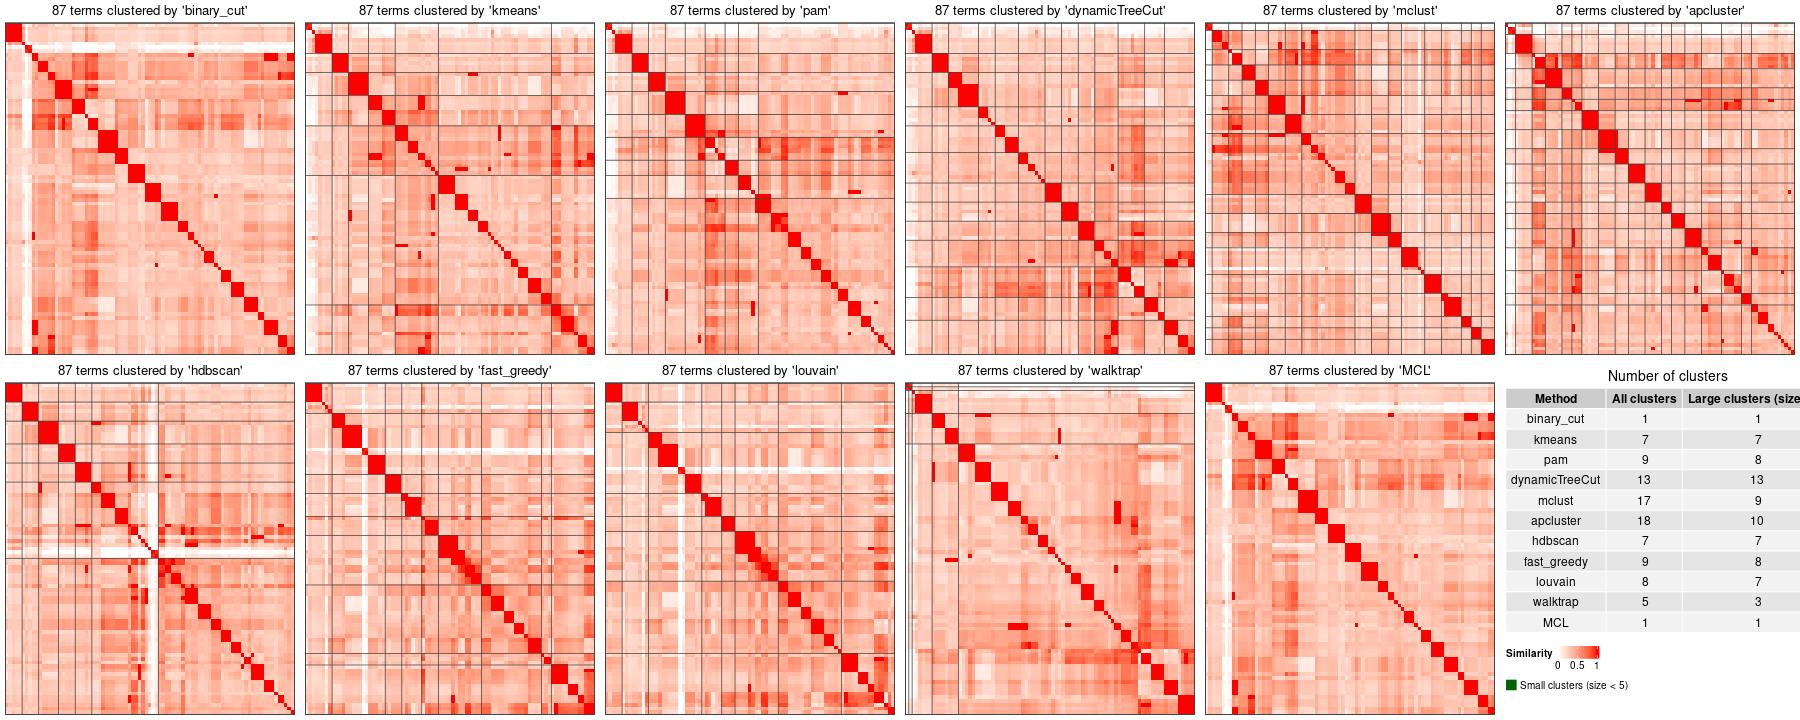 87 terms clustered by 'binary_cut'
87 terms clustered by 'kmeans'
87 terms clustered by 'pam'
87 terms clustered by 'dynamicTreeCut'
87 terms clustered by 'mclust'
87 terms clustered by 'apcluster'
87 terms clustered by 'hdbscan'
87 terms clustered by 'fast_greedy'
87 terms clustered by 'louvain'
87 terms clustered by 'walktrap'
87 terms clustered by 'MCL'
Number of clusters
Method All clusters Large clusters (size
binary_cut 1 1
kmeans 7 7
pam 9 8
dynamicTreeCut 13 13
mclust 17 9
apcluster 18 10
hdbscan 7 7
fast_greedy 9 8
louvain 8 7
walktrap 5 3
MCL 1 1
Similarity
0 0.5 1
Small clusters (size < 5)